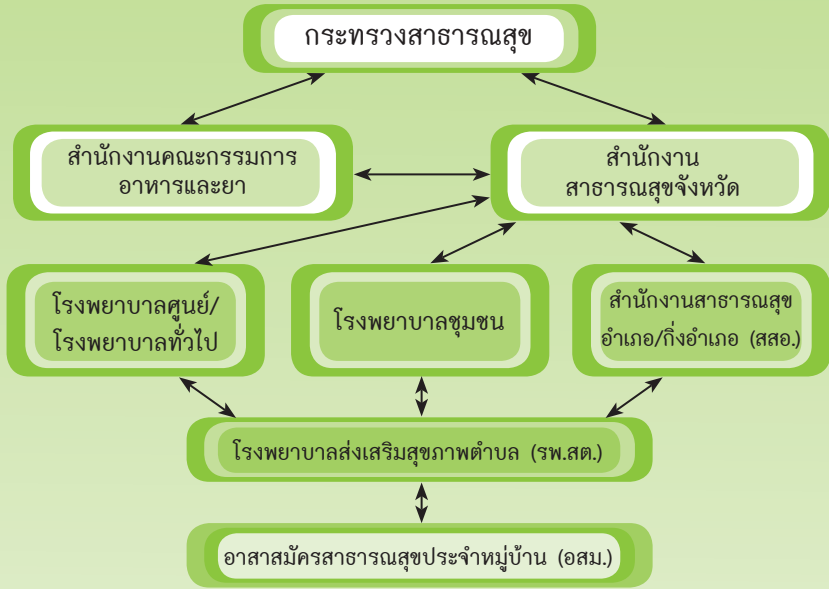 กระทรวงสาธารณสุข
สำนักงานคณะกรรมการ
อาหารและยา
สำนักงาน
สาธารณสุขจังหวัด
โรงพยาบาลศูนย์/
โรงพยาบาลทั่วไป
โรงพยาบาลชุมชน
สำนักงานสาธารณสุข
อำเภอ/กิ่งอำเภอ (สสอ.)
โรงพยาบาลส่งเสริมสุขภาพตำบล (รพ.สต.)
อาสาสมัครสาธารณสุขประจำหมู่บ้าน (อสม.)